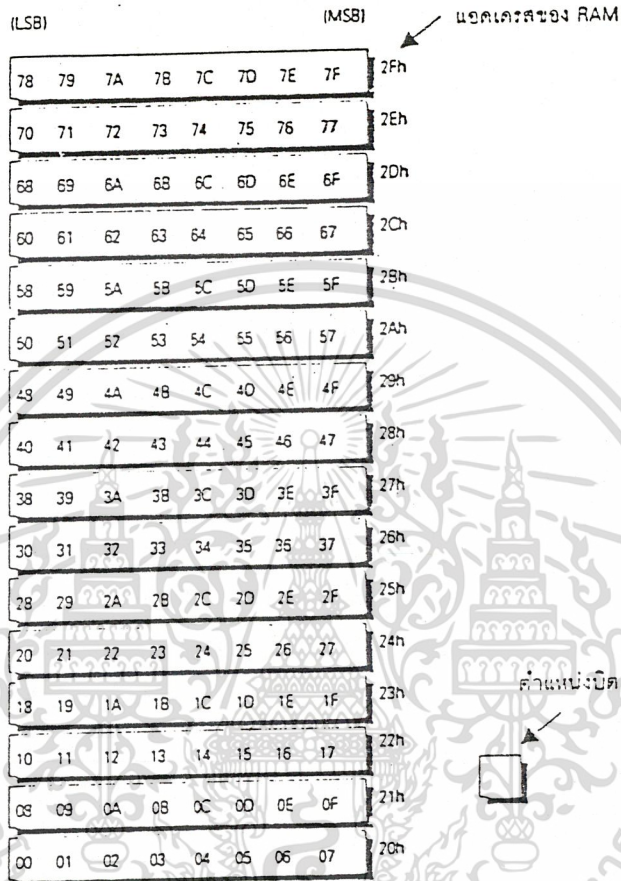 (LSB) (MSB) แอดเดรสของ RAM
78 79 7A 7B 7C 7D 7E 7F 2Fh
70 71 72 73 74 75 76 77 2Eh
68 69 6A 6B 6C 6D 6E 6F 2Dh
60 61 62 63 64 65 66 67 2Ch
58 59 5A 5B 5C 5D 5E 5F 2Bh
50 51 52 53 54 55 56 57 2Ah
48 49 4A 4B 4C 4D 4E 4F 29h
40 41 42 43 44 45 46 47 28h
38 39 3A 3B 3C 3D 3E 3F 27h
30 31 32 33 34 35 36 37 26h
28 29 2A 2B 2C 2D 2E 2F 25h
20 21 22 23 24 25 26 27 24h
18 19 1A 1B 1C 1D 1E 1F 23h
ตำแหน่งบิต
10 11 12 13 14 15 16 17 22h
08 09 0A 0B 0C 0D 0E 0F 21h
00 01 02 03 04 05 06 07 20h